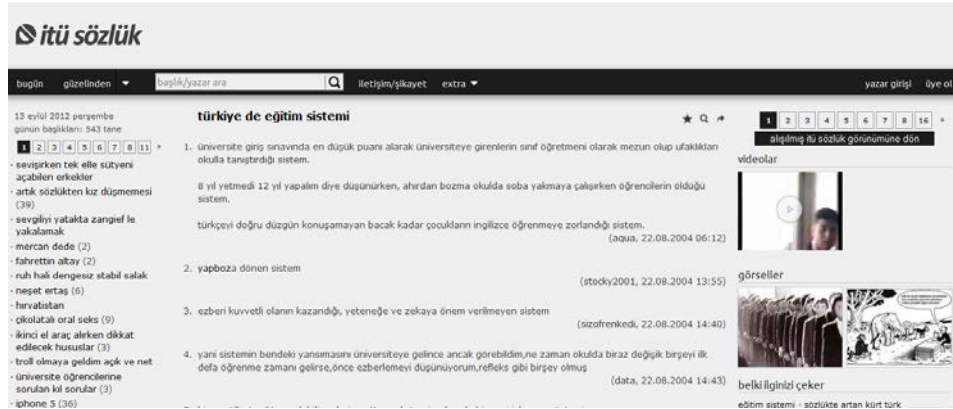 itü sözlük
bugün güzelinden başlık/yazar ara iletişim/şikayet extra yazar girişi üye ol
13 eylül 2012 perşembe
günün başlıkları: 543 tane
1 2 3 4 5 6 7 8 11 »
· sevişirken tek elle sütyeni
açabilen erkekler
· artık sözlükten kız düşmemesi
(39)
· sevgiliyi yatakta zangief le
yakalamak
· mercan dede (2)
· fahrettin altay (2)
· ruh hali dengesiz stabil salak
· neşet ertaş (6)
· hırvatistan
· çikolatalı oral seks (9)
· ikinci el araç alırken dikkat
edilecek hususlar (3)
· troll olmaya geldim açık ve net
· üniversite öğrencilerine
sorulan kıl sorular (3)
· iphone 5 (36)
türkiye de eğitim sistemi
1. üniversite giriş sınavında en düşük puanı alarak üniversiteye girenlerin sınıf öğretmeni olarak mezun olup ufaklıkları
okulla tanıştırdığı sistem.
8 yıl yetmedi 12 yıl yapalım diye düşünürken, ahırdan bozma okulda soba yakmaya çalışırken öğrencilerin öldüğü
sistem.
türkçeyi doğru düzgün konuşamayan bacak kadar çocukların ingilizce öğrenmeye zorlandığı sistem.
(aqua, 22.08.2004 06:12)
2. yapboza dönen sistem
(stocky2001, 22.08.2004 13:55)
3. ezberi kuvvetli olanın kazandığı, yeteneğe ve zekaya önem verilmeyen sistem
(sizofrenkedi, 22.08.2004 14:40)
4. yani sistemin bendeki yansımasını üniversiteye gelince ancak görebildim,ne zaman okulda biraz değişik birşeyi ilk
defa öğrenme zamanı gelirse,önce ezberlemeyi düşünüyorum,refleks gibi birşey olmuş
(data, 22.08.2004 14:43)
1 2 3 4 5 6 7 8 16 »
alışılmış itü sözlük görünümüne dön
videolar
görseller
belki ilginizi çeker
eğitim sistemi · sözlükte artan kürt türk